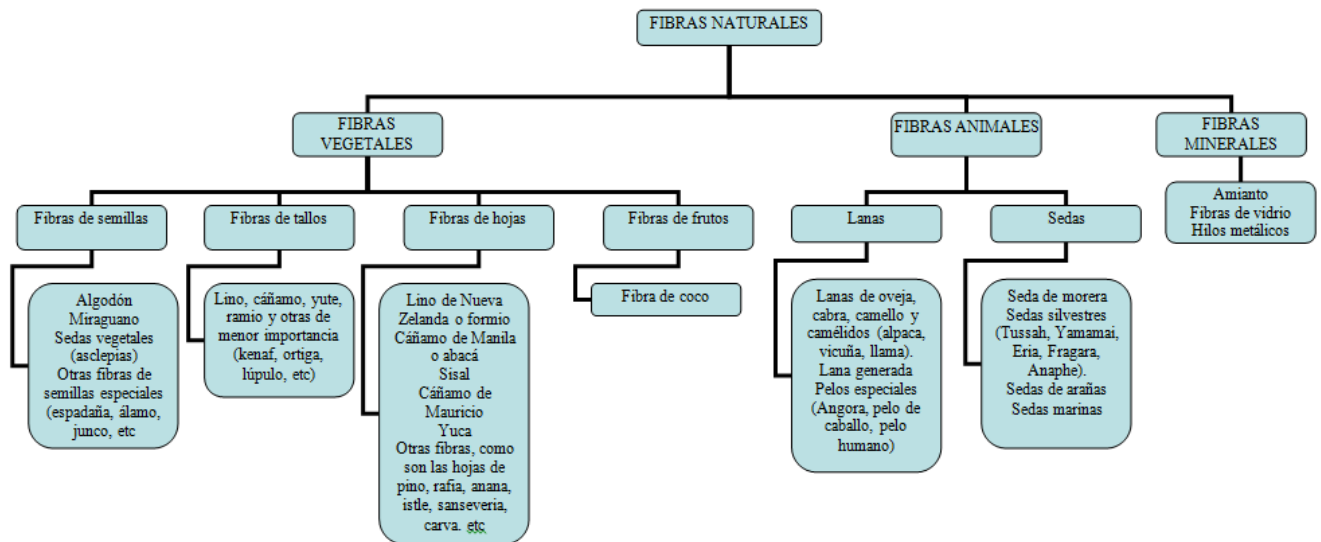 FIBRAS NATURALES
FIBRAS
VEGETALES
FIBRAS ANIMALES
FIBRAS
MINERALES
Fibras de semillas
Fibras de tallos
Fibras de hojas
Fibras de frutos
Lanas
Sedas
Amianto
Fibras de vidrio
Hilos metálicos
Algodón
Miraguano
Sedas vegetales
(asclepias)
Otras fibras de
semillas especiales
(espadaña, álamo,
junco, etc
Lino, cáñamo, yute,
ramio y otras de
menor importancia
(kenaf, ortiga,
lúpulo, etc)
Lino de Nueva
Zelanda o formio
Cáñamo de Manila
o abacá
Sisal
Cáñamo de
Mauricio
Yuca
Otras fibras, como
son las hojas de
pino, rafia, anana,
istle, sanseveria,
carva. etc
Fibra de coco
Lanas de oveja,
cabra, camello y
camélidos (alpaca,
vicuña, llama).
Lana generada
Pelos especiales
(Angora, pelo de
caballo, pelo
humano)
Seda de morera
Sedas silvestres
(Tussah, Yamamai,
Eria, Fragara,
Anaphe).
Sedas de arañas
Sedas marinas